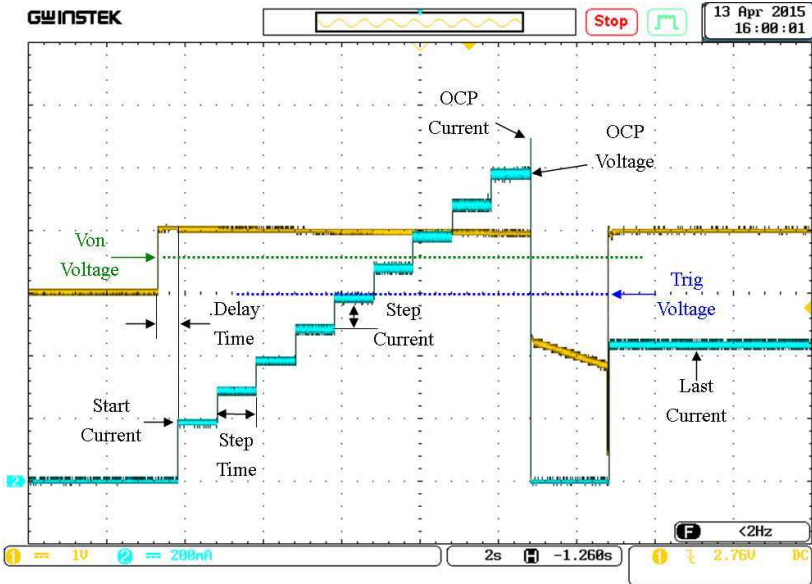 GWINSTEK
Stop
13 Apr 2015
16:00:01
OCP
Current
OCP
Voltage
Von
Voltage
Trig
Voltage
Delay
Time
Step
Current
Start
Current
Step
Time
Last
Current
2
F <2Hz
1 1V 2 200mA
2s H -1.260s
1 2.76V DC